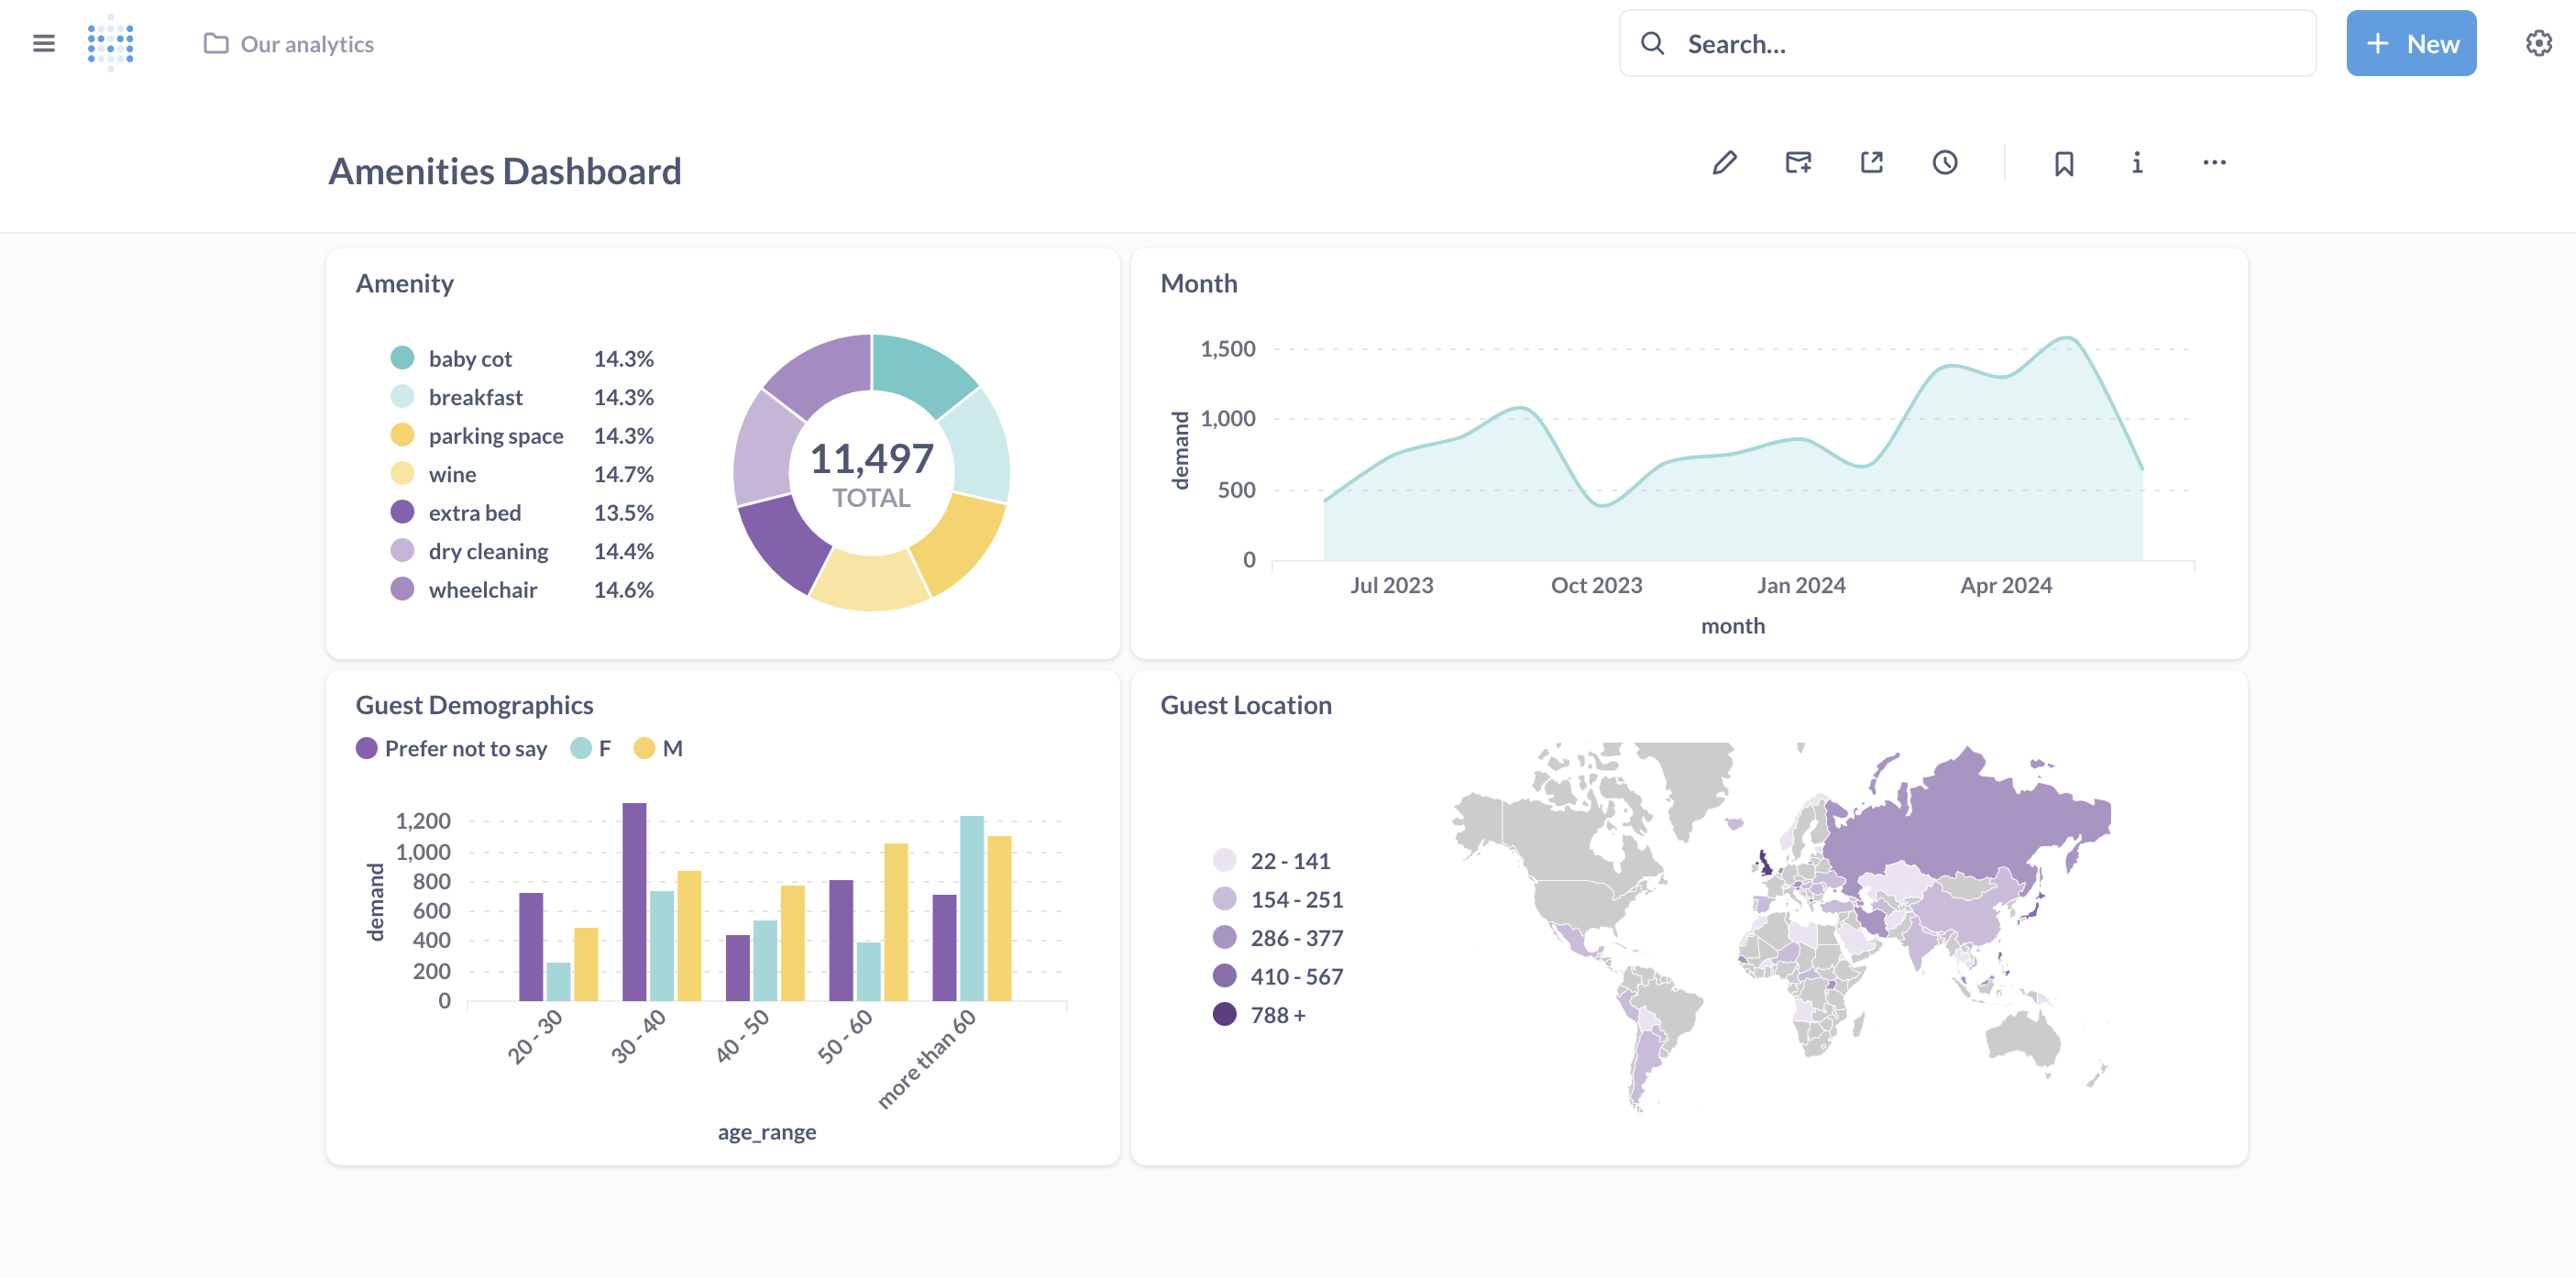 Our analytics
Search...
New
Amenities Dashboard
Amenity
baby cot 14.3%
breakfast 14.3%
parking space 14.3%
wine 14.7%
extra bed 13.5%
dry cleaning 14.4%
wheelchair 14.6%
11,497
TOTAL
Month
demand
1,500
1,000
500
0
Jul 2023 Oct 2023 Jan 2024 Apr 2024
month
Guest Demographics
Prefer not to say F M
demand
1,200
1,000
800
600
400
200
0
20 - 30 30 - 40 40 - 50 50 - 60 more than 60
age_range
Guest Location
22 - 141
154 - 251
286 - 377
410 - 567
788 +